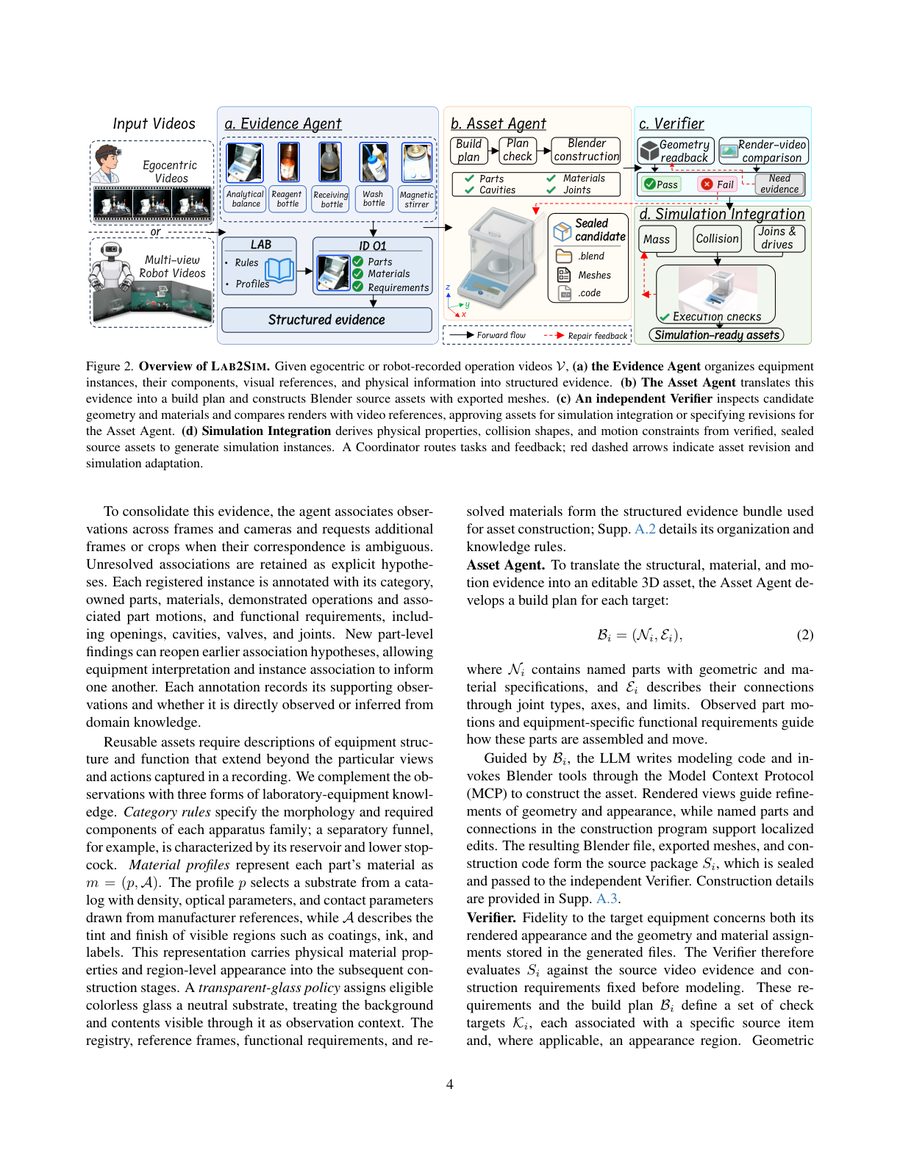 Input Videos
Egocentric
Videos
or
Multi-view
Robot Videos
a. Evidence Agent
Analytical
balance
Reagent
bottle
Receiving
bottle
Wash
bottle
Magnetic
stirrer
LAB
• Rules
• Profiles
ID 01
Parts
Materials
Requirements
Structured evidence
b. Asset Agent
Build
plan
Plan
check
Blender
construction
Parts
Cavities
Materials
Joints
Sealed
candidate
.blend
Meshes
.code
z
y
x
Forward flow
Repair feedback
c. Verifier
Geometry
readback
Render-video
comparison
Pass
Fail
Need
evidence
d. Simulation Integration
Mass
Collision
Joins &
drives
Execution checks
Simulation-ready assets
Figure 2. Overview of LAB2SIM. Given egocentric or robot-recorded operation videos V, (a) the Evidence Agent organizes equipment
instances, their components, visual references, and physical information into structured evidence. (b) The Asset Agent translates this
evidence into a build plan and constructs Blender source assets with exported meshes. (c) An independent Verifier inspects candidate
geometry and materials and compares renders with video references, approving assets for simulation integration or specifying revisions for
the Asset Agent. (d) Simulation Integration derives physical properties, collision shapes, and motion constraints from verified, sealed
source assets to generate simulation instances. A Coordinator routes tasks and feedback; red dashed arrows indicate asset revision and
simulation adaptation.
To consolidate this evidence, the agent associates obser-
vations across frames and cameras and requests additional
frames or crops when their correspondence is ambiguous.
Unresolved associations are retained as explicit hypothe-
ses. Each registered instance is annotated with its category,
owned parts, materials, demonstrated operations and asso-
ciated part motions, and functional requirements, includ-
ing openings, cavities, valves, and joints. New part-level
findings can reopen earlier association hypotheses, allowing
equipment interpretation and instance association to inform
one another. Each annotation records its supporting obser-
vations and whether it is directly observed or inferred from
domain knowledge.
Reusable assets require descriptions of equipment struc-
ture and function that extend beyond the particular views
and actions captured in a recording. We complement the ob-
servations with three forms of laboratory-equipment knowl-
edge. Category rules specify the morphology and required
components of each apparatus family; a separatory funnel,
for example, is characterized by its reservoir and lower stop-
cock. Material profiles represent each part's material as
m = (p, A). The profile p selects a substrate from a cata-
log with density, optical parameters, and contact parameters
drawn from manufacturer references, while A describes the
tint and finish of visible regions such as coatings, ink, and
labels. This representation carries physical material prop-
erties and region-level appearance into the subsequent con-
struction stages. A transparent-glass policy assigns eligible
colorless glass a neutral substrate, treating the background
and contents visible through it as observation context. The
registry, reference frames, functional requirements, and re-
solved materials form the structured evidence bundle used
for asset construction; Supp. A.2 details its organization and
knowledge rules.
Asset Agent. To translate the structural, material, and mo-
tion evidence into an editable 3D asset, the Asset Agent de-
velops a build plan for each target:
Bᵢ = (Nᵢ, Eᵢ), (2)
where Nᵢ contains named parts with geometric and ma-
terial specifications, and Eᵢ describes their connections
through joint types, axes, and limits. Observed part mo-
tions and equipment-specific functional requirements guide
how these parts are assembled and move.
Guided by Bᵢ, the LLM writes modeling code and in-
vokes Blender tools through the Model Context Protocol
(MCP) to construct the asset. Rendered views guide refine-
ments of geometry and appearance, while named parts and
connections in the construction program support localized
edits. The resulting Blender file, exported meshes, and con-
struction code form the source package Sᵢ, which is sealed
and passed to the independent Verifier. Construction details
are provided in Supp. A.3.
Verifier. Fidelity to the target equipment concerns both its
rendered appearance and the geometry and material assign-
ments stored in the generated files. The Verifier therefore
evaluates Sᵢ against the source video evidence and con-
struction requirements fixed before modeling. These re-
quirements and the build plan Bᵢ define a set of check
targets Kᵢ, each associated with a specific source item
and, where applicable, an appearance region. Geometric
4